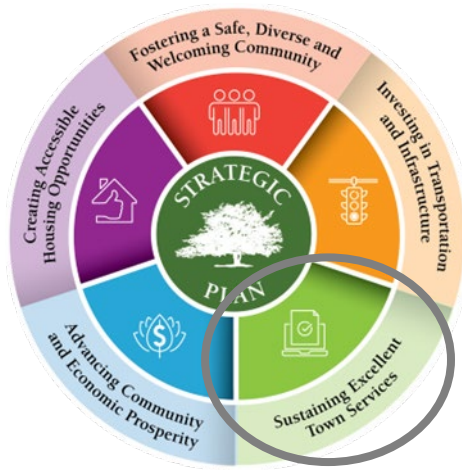 Fostering a Safe, Diverse and
Welcoming Community
Investing in Transportation
and Infrastructure
Sustaining Excellent
Town Services
Advancing Community
and Economic Prosperity
Creating Accessible
Housing Opportunities
STRATEGIC
PLAN
$